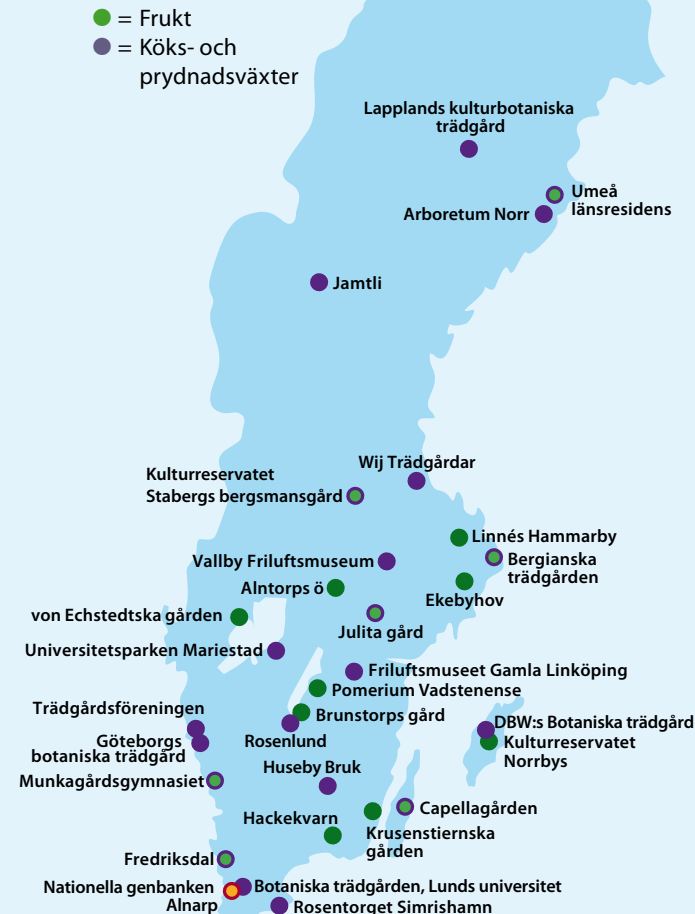 = Frukt
= Köks- och
prydnadsväxter
Lapplands kulturbotaniska
trädgård
Umeå
länsresidens
Arboretum Norr
Jamtli
Wij Trädgårdar
Kulturreservatet
Stabergs bergsmansgård
Linnés Hammarby
Bergianska
trädgården
Vallby Friluftsmuseum
Alntorps ö
Ekebyhov
von Echstedtska gården
Julita gård
Universitetsparken Mariestad
Friluftsmuseet Gamla Linköping
Pomerium Vadstenense
Trädgårdsföreningen
Brunstorps gård
DBW:s Botaniska trädgård
Göteborgs
botaniska trädgård
Rosenlund
Kulturreservatet
Norrbys
Huseby Bruk
Munkagårdsgymnasiet
Capellagården
Hackekvarn
Krusenstiernska
gården
Fredriksdal
Nationella genbanken
Alnarp
Botaniska trädgården, Lunds universitet
Rosentorget Simrishamn